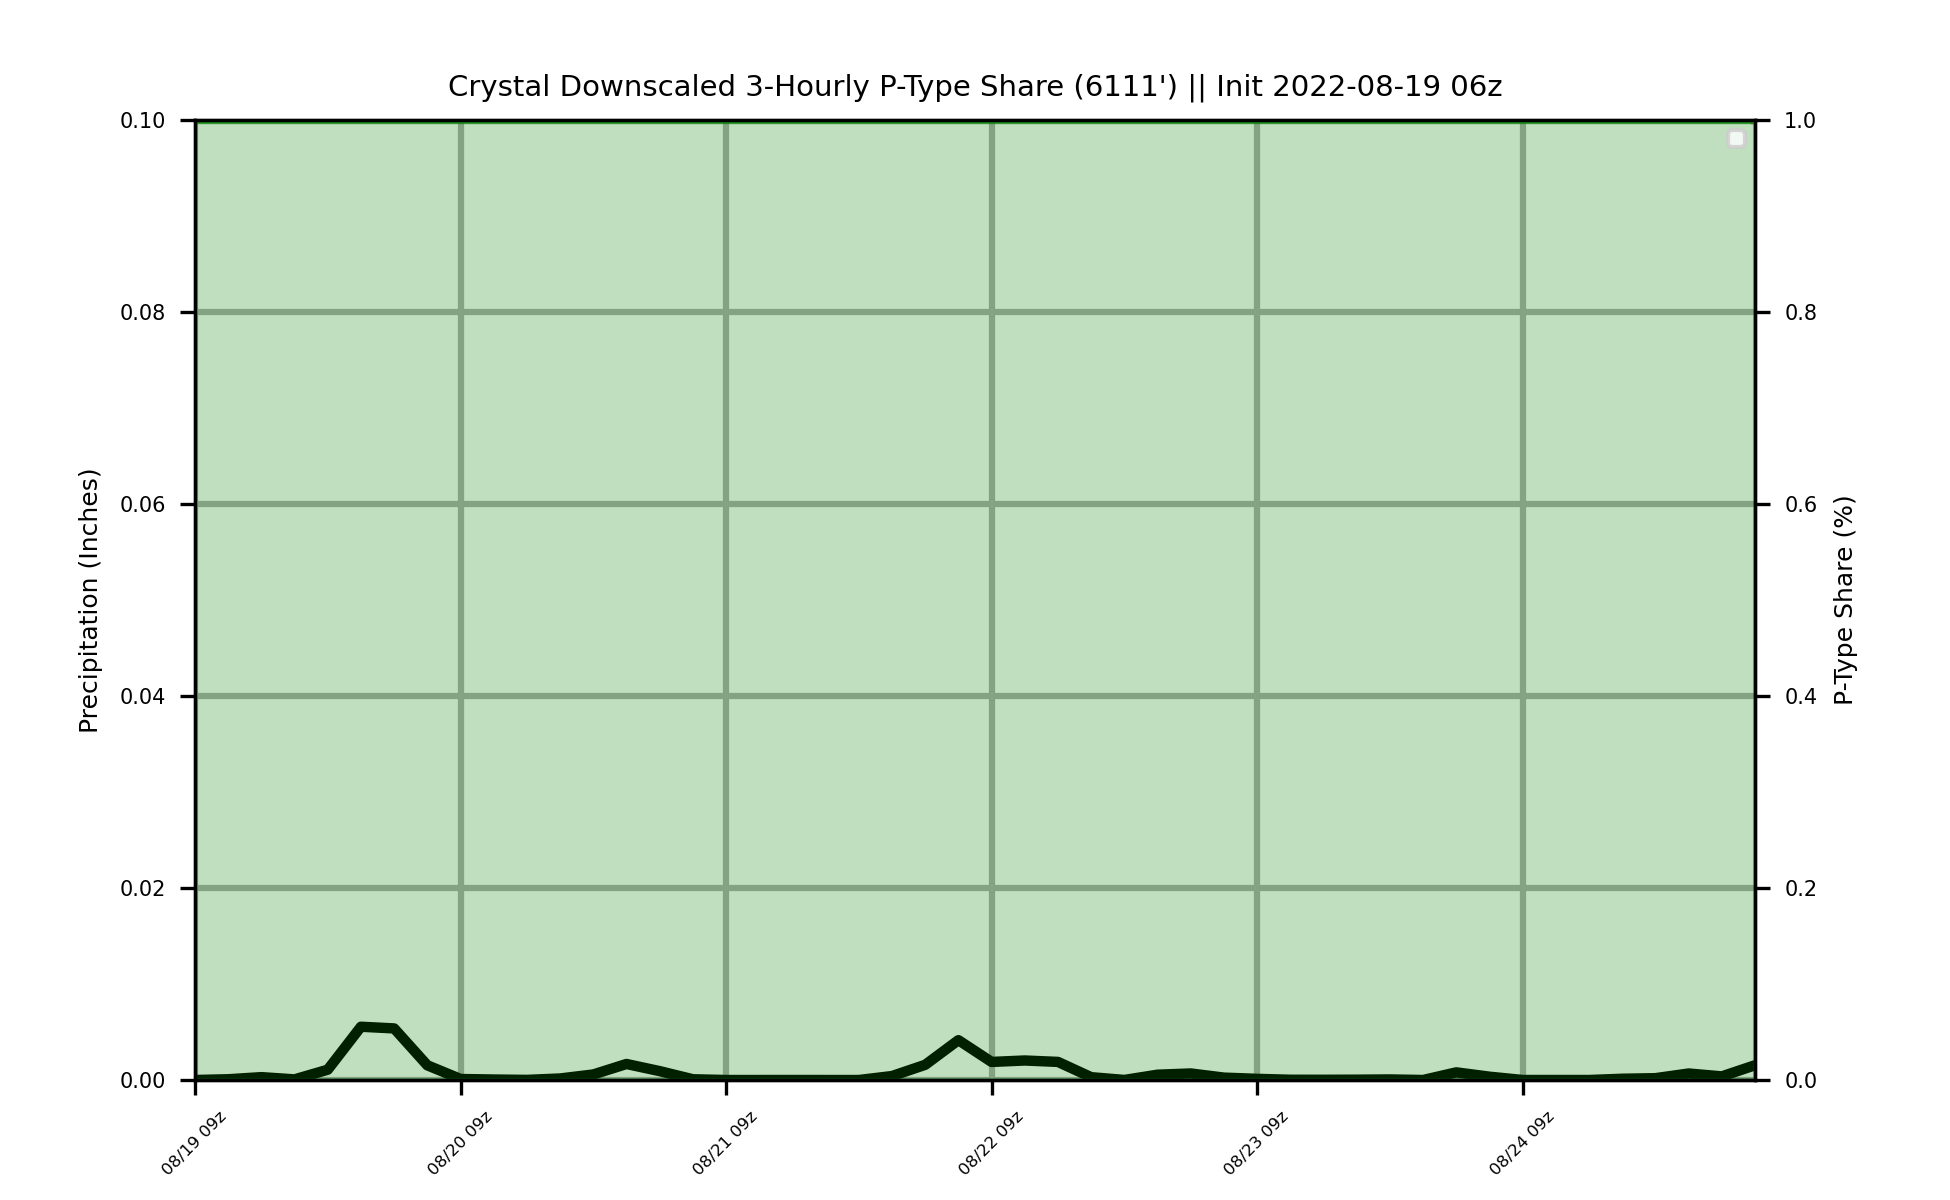 Crystal Downscaled 3-Hourly P-Type Share (6111') || Init 2022-08-19 06z
Precipitation (Inches)
0.10
0.08
0.06
0.04
0.02
0.00
1.0
0.8
0.6
0.4
0.2
0.0
P-Type Share (%)
08/19 09z
08/20 09z
08/21 09z
08/22 09z
08/23 09z
08/24 09z